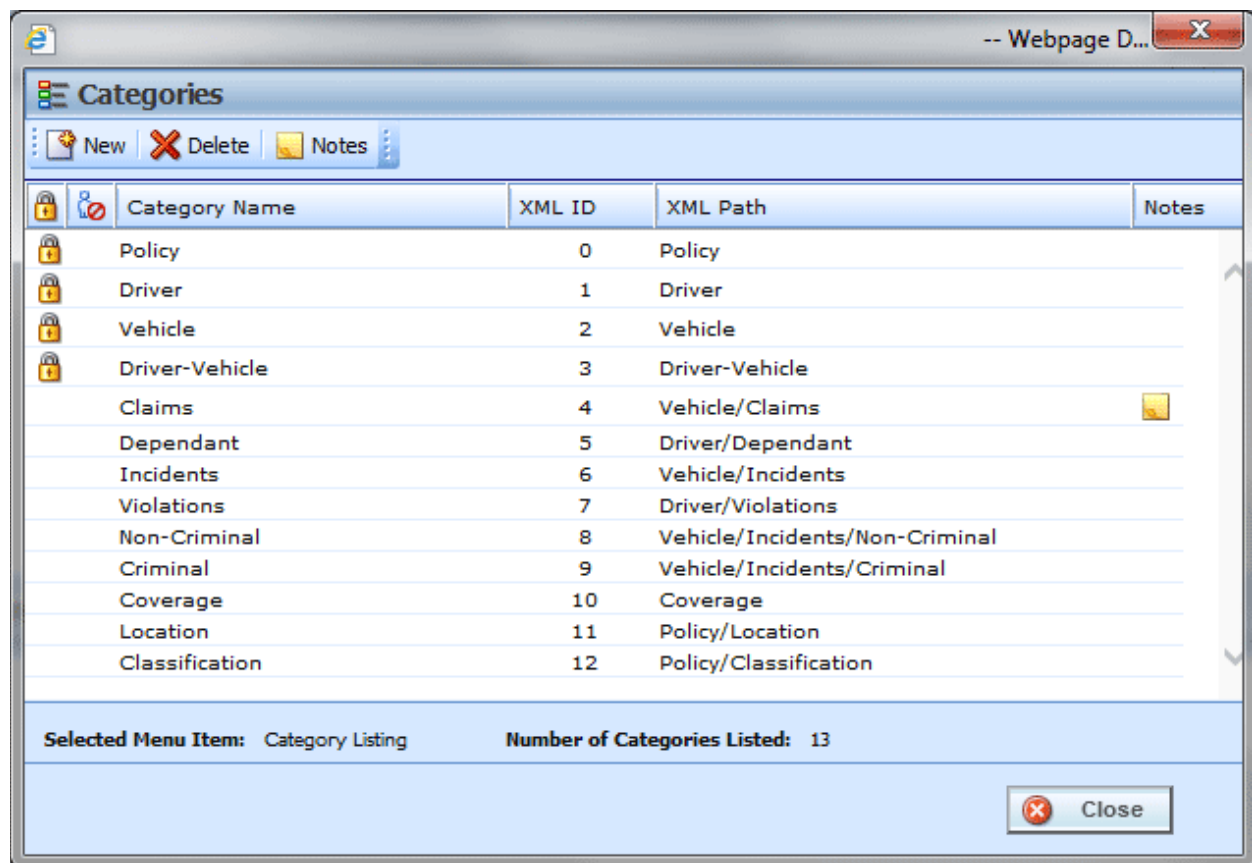 -- Webpage D...
Categories
New Delete Notes
Category Name XML ID XML Path Notes
Policy 0 Policy
Driver 1 Driver
Vehicle 2 Vehicle
Driver-Vehicle 3 Driver-Vehicle
Claims 4 Vehicle/Claims
Dependant 5 Driver/Dependant
Incidents 6 Vehicle/Incidents
Violations 7 Driver/Violations
Non-Criminal 8 Vehicle/Incidents/Non-Criminal
Criminal 9 Vehicle/Incidents/Criminal
Coverage 10 Coverage
Location 11 Policy/Location
Classification 12 Policy/Classification
Selected Menu Item: Category Listing Number of Categories Listed: 13
Close